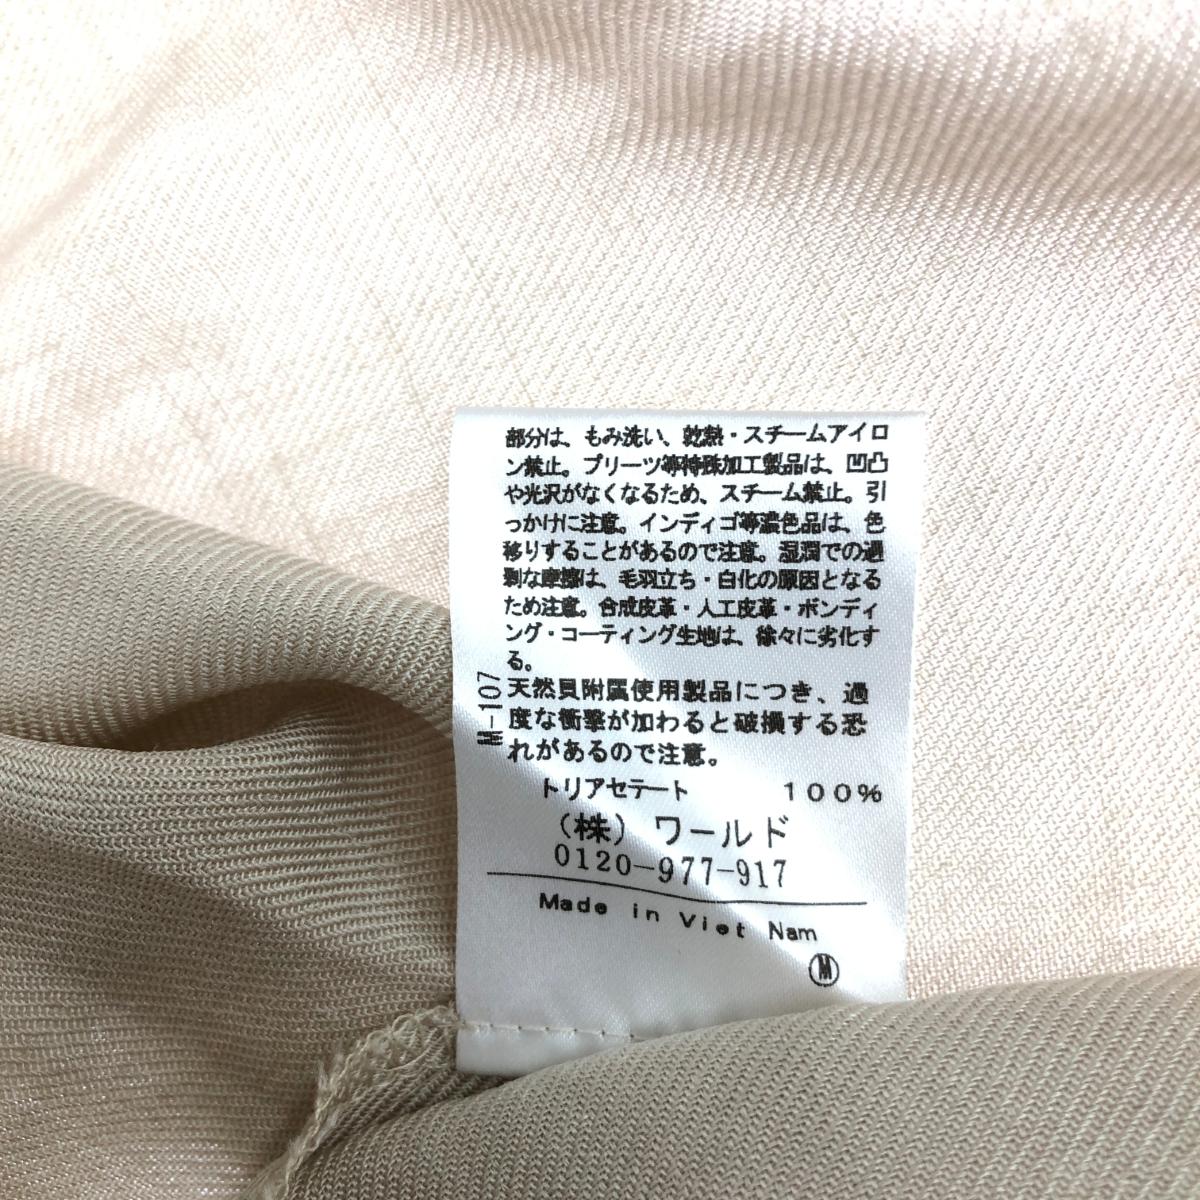 部分は、もみ洗い、乾熱・スチームアイロ
ン禁止。プリーツ等特殊加工製品は、凹凸
や光沢がなくなるため、スチーム禁止。引
っかけに注意。インディゴ等濃色品は、色
移りすることがあるので注意。湿潤での過
剰な摩擦は、毛羽立ち・白化の原因となる
ため注意。合成皮革・人工皮革・ボンディ
ング・コーティング生地は、徐々に劣化す
る。
天然貝附属使用製品につき、過
度な衝撃が加わると破損する恐
れがあるので注意。
M-107
トリアセテート 100%
(株) ワールド
0120-977-917
Made in Viet Nam
M